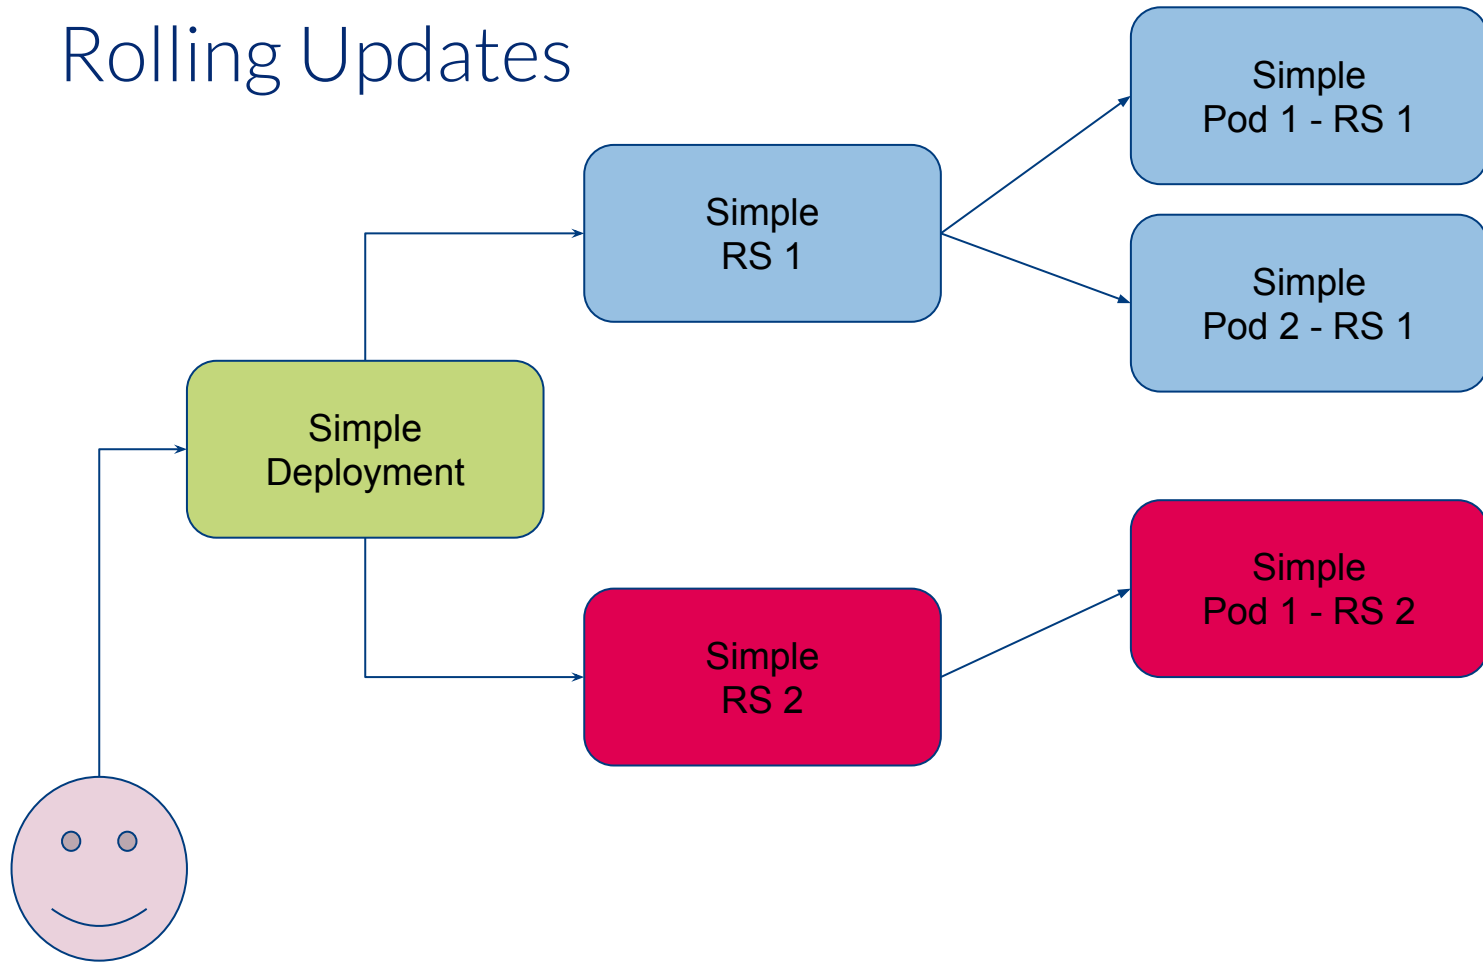 Rolling Updates
Simple
Pod 1 - RS 1
Simple
RS 1
Simple
Pod 2 - RS 1
Simple
Deployment
Simple
Pod 1 - RS 2
Simple
RS 2